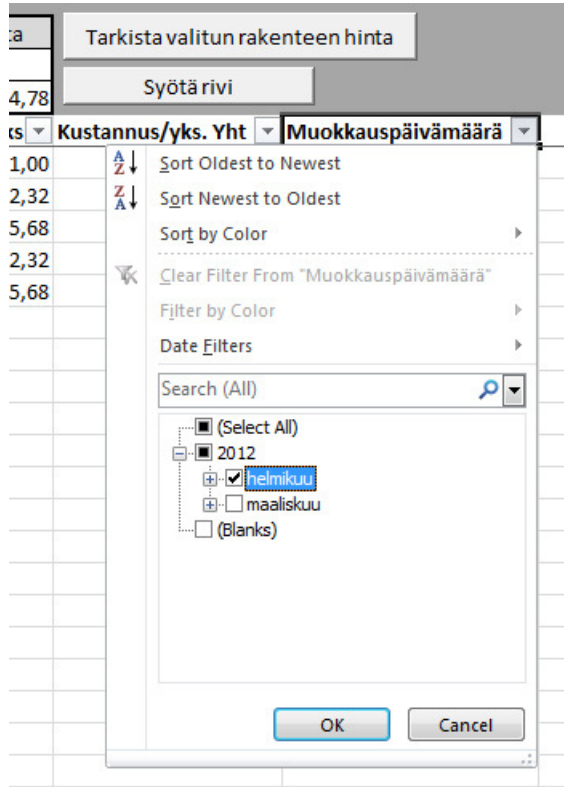 ta
Tarkista valitun rakenteen hinta
4,78
Syötä rivi
ks Kustannus/yks. Yht Muokkauspäivämäärä
1,00
2,32
5,68
2,32
5,68
Sort Oldest to Newest
Sort Newest to Oldest
Sort by Color
Clear Filter From "Muokkauspäivämäärä"
Filter by Color
Date Filters
Search (All)
(Select All)
2012
helmikuu
maaliskuu
(Blanks)
OK Cancel